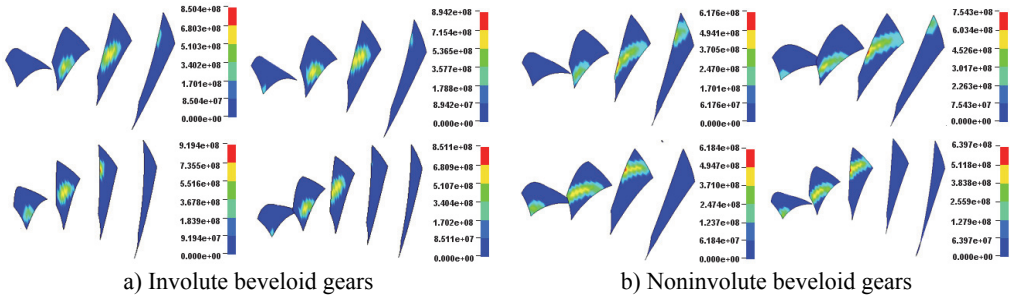 8.504e+08
6.803e+08
5.103e+08
3.402e+08
1.701e+08
8.504e+07
0.000e+00
8.942e+08
7.154e+08
5.365e+08
3.577e+08
1.788e+08
8.942e+07
0.000e+00
6.176e+08
4.941e+08
3.705e+08
2.470e+08
1.701e+08
6.176e+07
0.000e+00
7.543e+08
6.034e+08
4.526e+08
3.017e+08
2.263e+08
7.543e+07
0.000e+00
9.194e+08
7.355e+08
5.516e+08
3.678e+08
1.839e+08
9.194e+07
0.000e+00
8.511e+08
6.809e+08
5.107e+08
3.404e+08
1.702e+08
8.511e+07
0.000e+00
6.184e+08
4.947e+08
3.710e+08
2.474e+08
1.237e+08
6.184e+07
0.000e+00
6.397e+08
5.118e+08
3.838e+08
2.559e+08
1.279e+08
6.397e+07
0.000e+00
a) Involute beveloid gears
b) Noninvolute beveloid gears